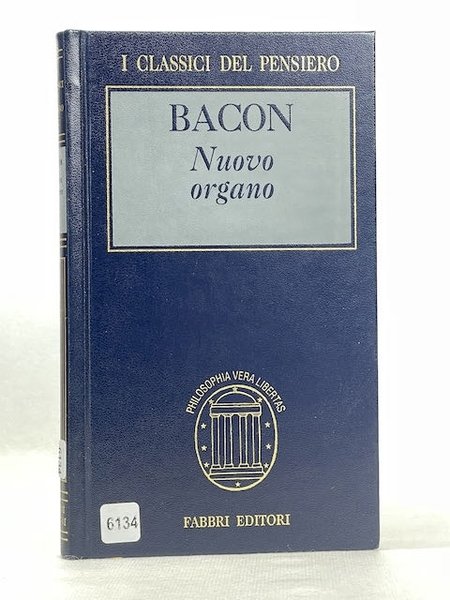 I CLASSICI DEL PENSIERO
BACON
Nuovo
organo
PHILOSOPHIA VERA LIBERTAS
FABBRI EDITORI
6134